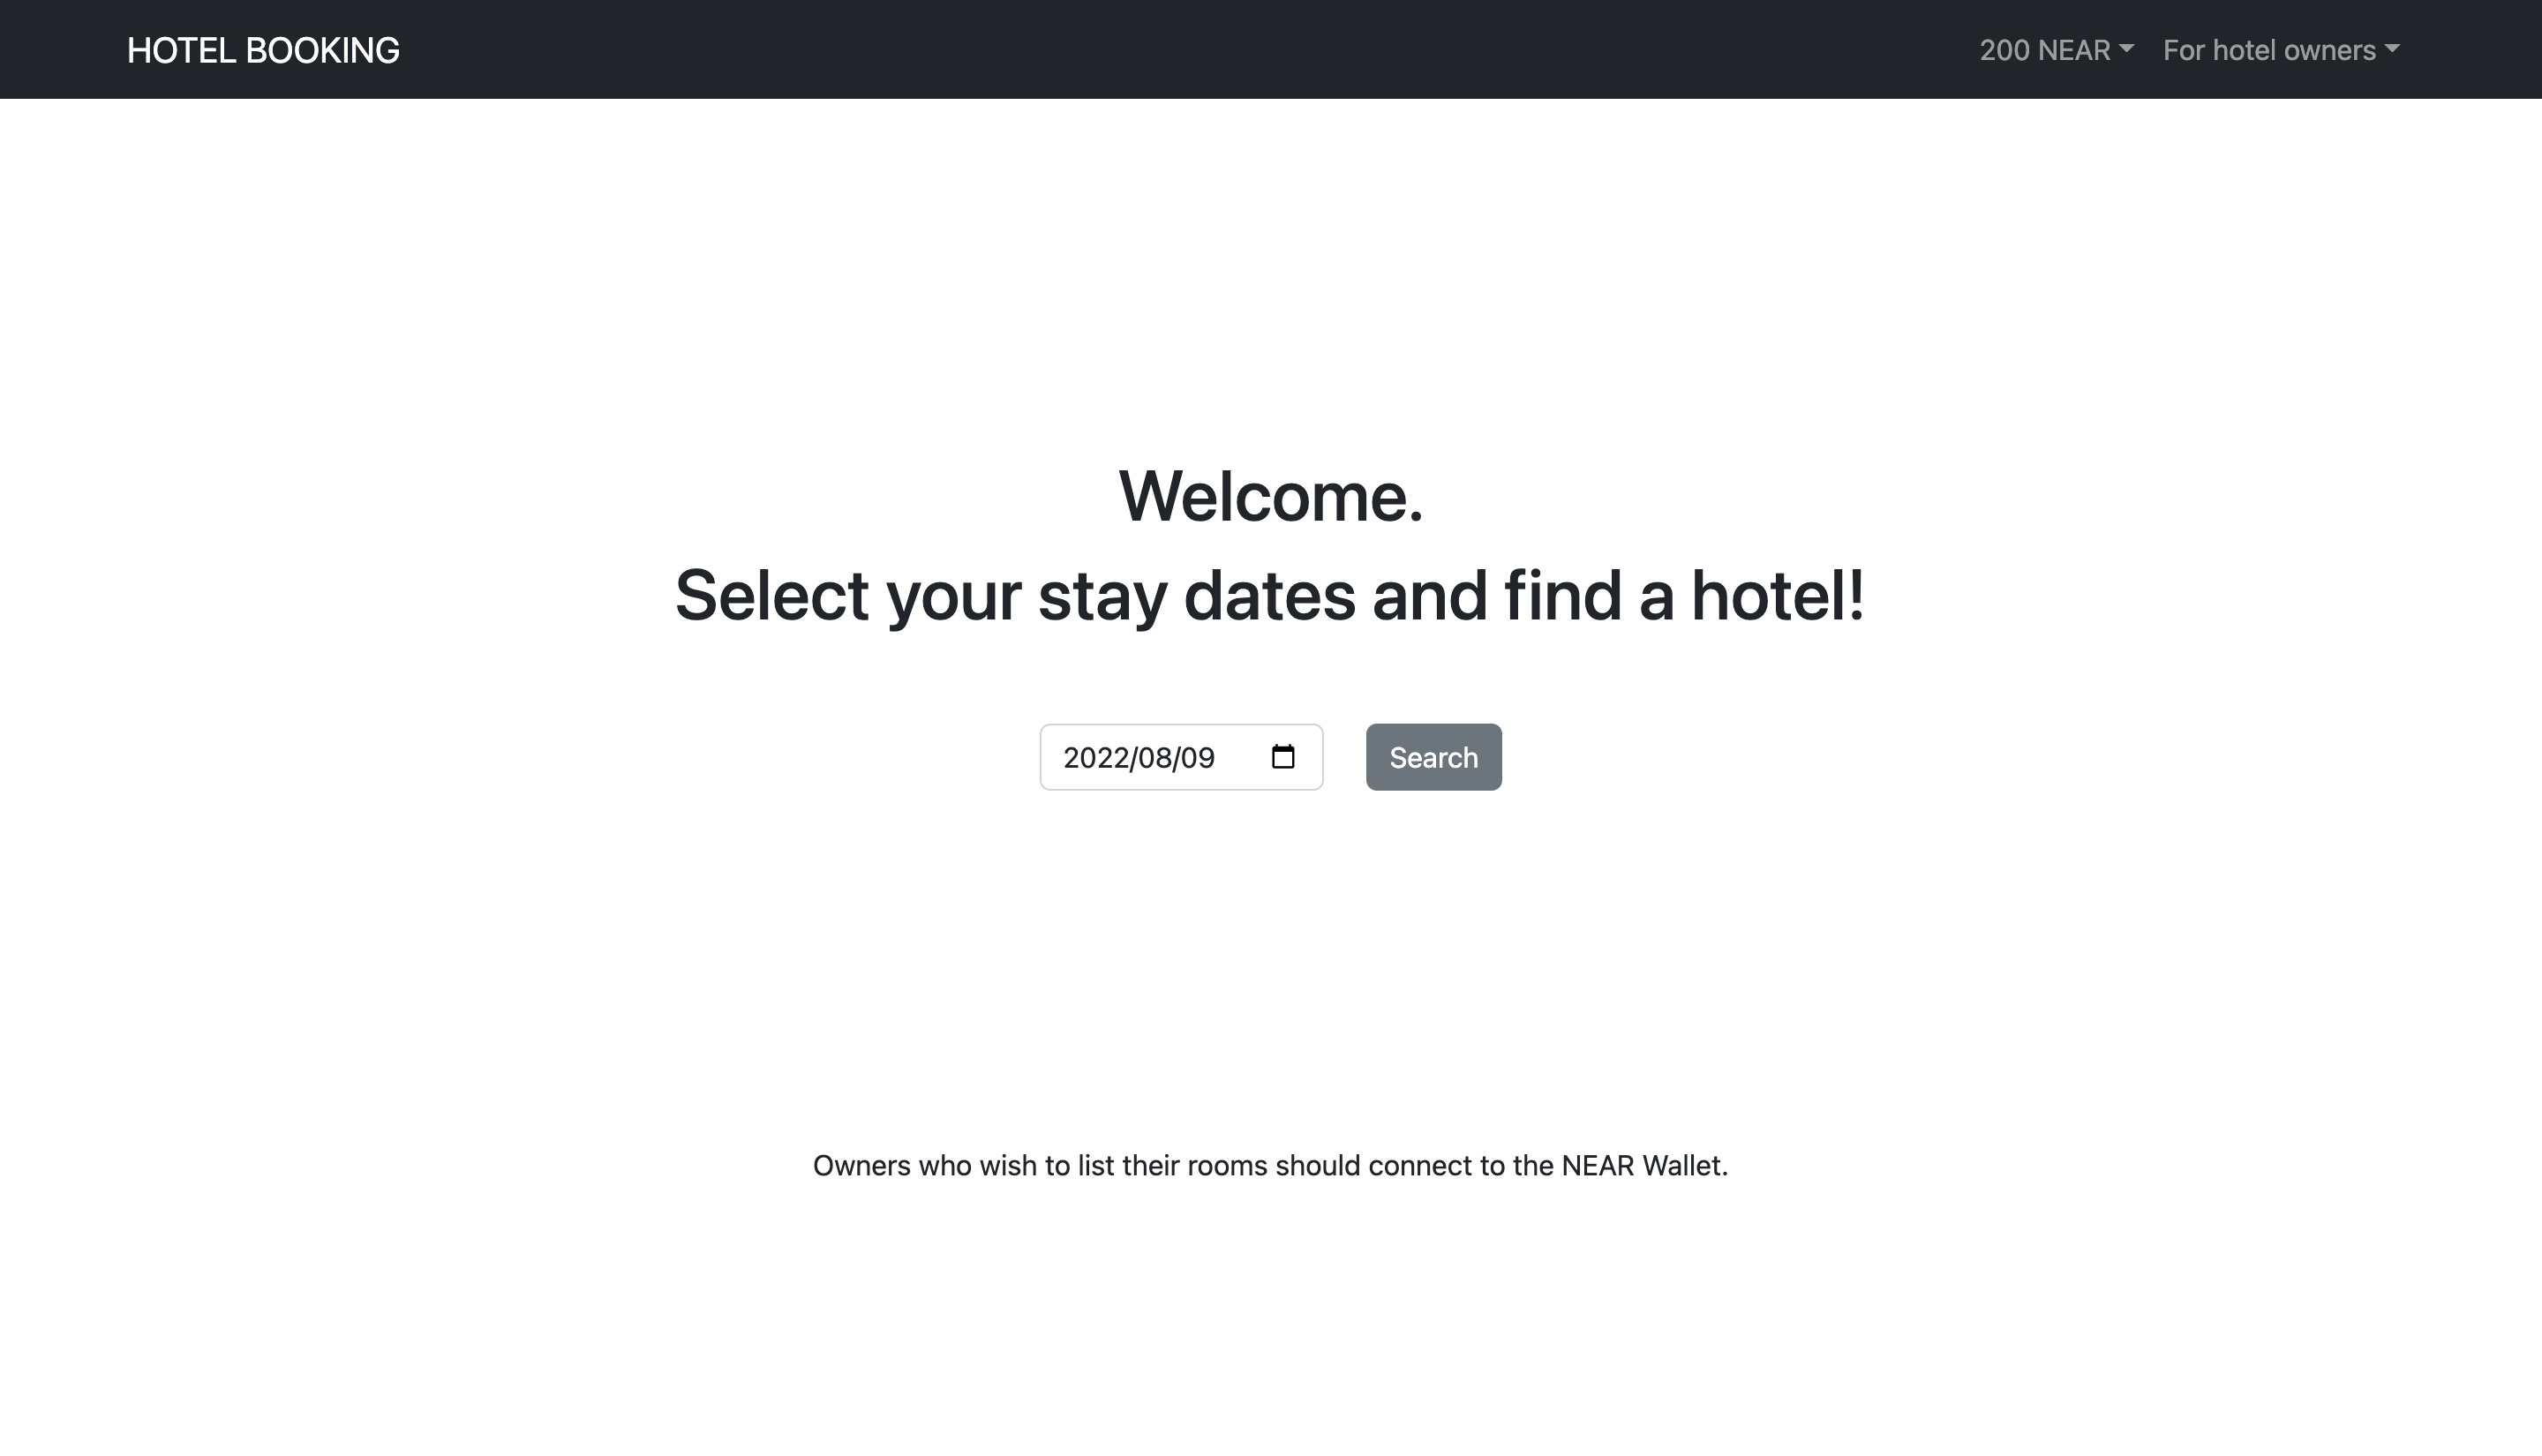 HOTEL BOOKING
200 NEAR
For hotel owners
Welcome.
Select your stay dates and find a hotel!
2022/08/09
Search
Owners who wish to list their rooms should connect to the NEAR Wallet.